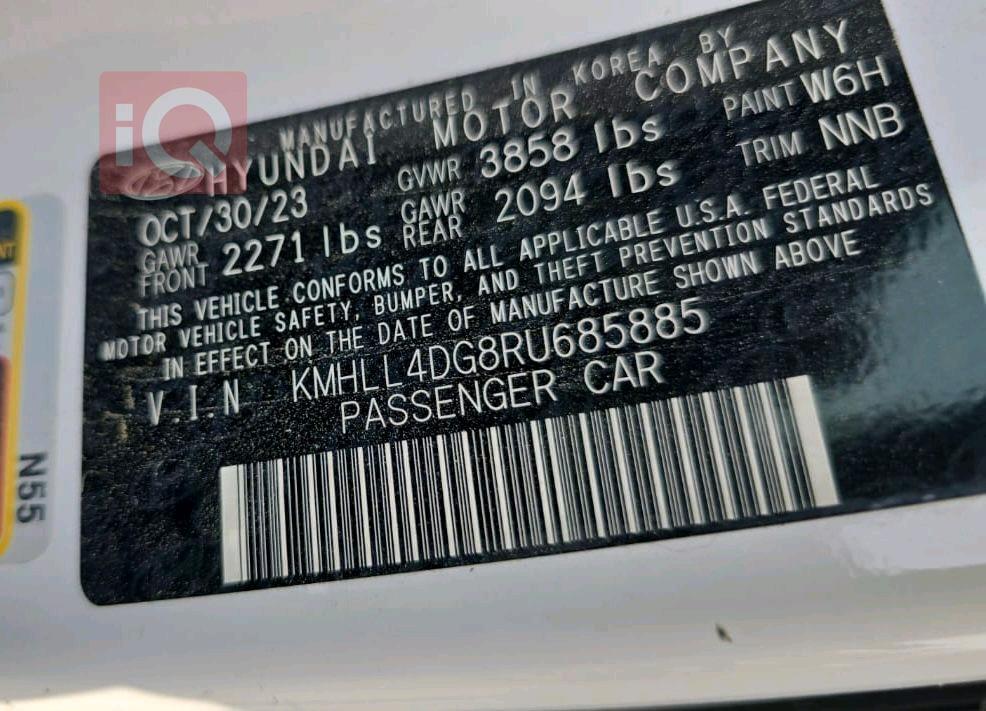 iQ
MANUFACTURED IN KOREA BY
HYUNDAI MOTOR COMPANY
OCT/30/23 GVWR 3858 lbs PAINT W6H
GAWR FRONT 2271 lbs GAWR REAR 2094 lbs TRIM NNB
THIS VEHICLE CONFORMS TO ALL APPLICABLE U.S.A. FEDERAL
MOTOR VEHICLE SAFETY, BUMPER, AND THEFT PREVENTION STANDARDS
IN EFFECT ON THE DATE OF MANUFACTURE SHOWN ABOVE
V.I.N KMHLL4DG8RU685885
PASSENGER CAR
N55